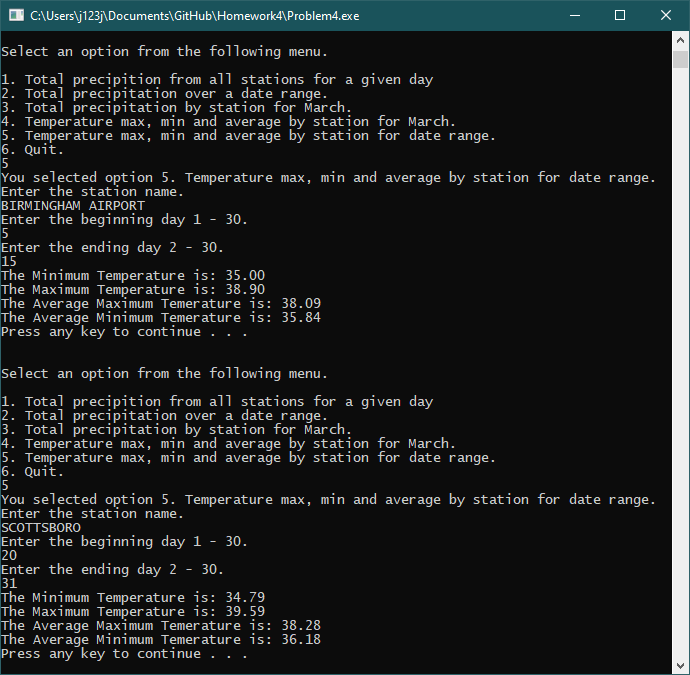 C:\Users\j123j\Documents\GitHub\Homework4\Problem4.exe
Select an option from the following menu.
1. Total precipition from all stations for a given day
2. Total precipitation over a date range.
3. Total precipitation by station for March.
4. Temperature max, min and average by station for March.
5. Temperature max, min and average by station for date range.
6. Quit.
5
You selected option 5. Temperature max, min and average by station for date range.
Enter the station name.
BIRMINGHAM AIRPORT
Enter the beginning day 1 - 30.
5
Enter the ending day 2 - 30.
15
The Minimum Temperature is: 35.00
The Maximum Temperature is: 38.90
The Average Maximum Temerature is: 38.09
The Average Minimum Temerature is: 35.84
Press any key to continue . . .
Select an option from the following menu.
1. Total precipition from all stations for a given day
2. Total precipitation over a date range.
3. Total precipitation by station for March.
4. Temperature max, min and average by station for March.
5. Temperature max, min and average by station for date range.
6. Quit.
5
You selected option 5. Temperature max, min and average by station for date range.
Enter the station name.
SCOTTSBORO
Enter the beginning day 1 - 30.
20
Enter the ending day 2 - 30.
31
The Minimum Temperature is: 34.79
The Maximum Temperature is: 39.59
The Average Maximum Temerature is: 38.28
The Average Minimum Temerature is: 36.18
Press any key to continue . . .